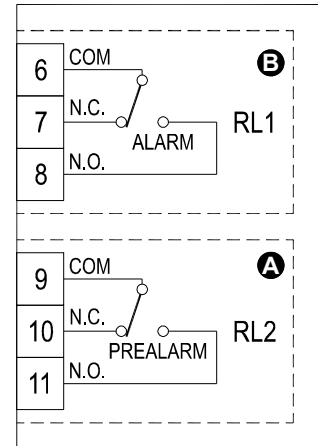 6 COM B
7 N.C. RL1
ALARM
8 N.O.
9 COM A
10 N.C. RL2
PREALARM
11 N.O.